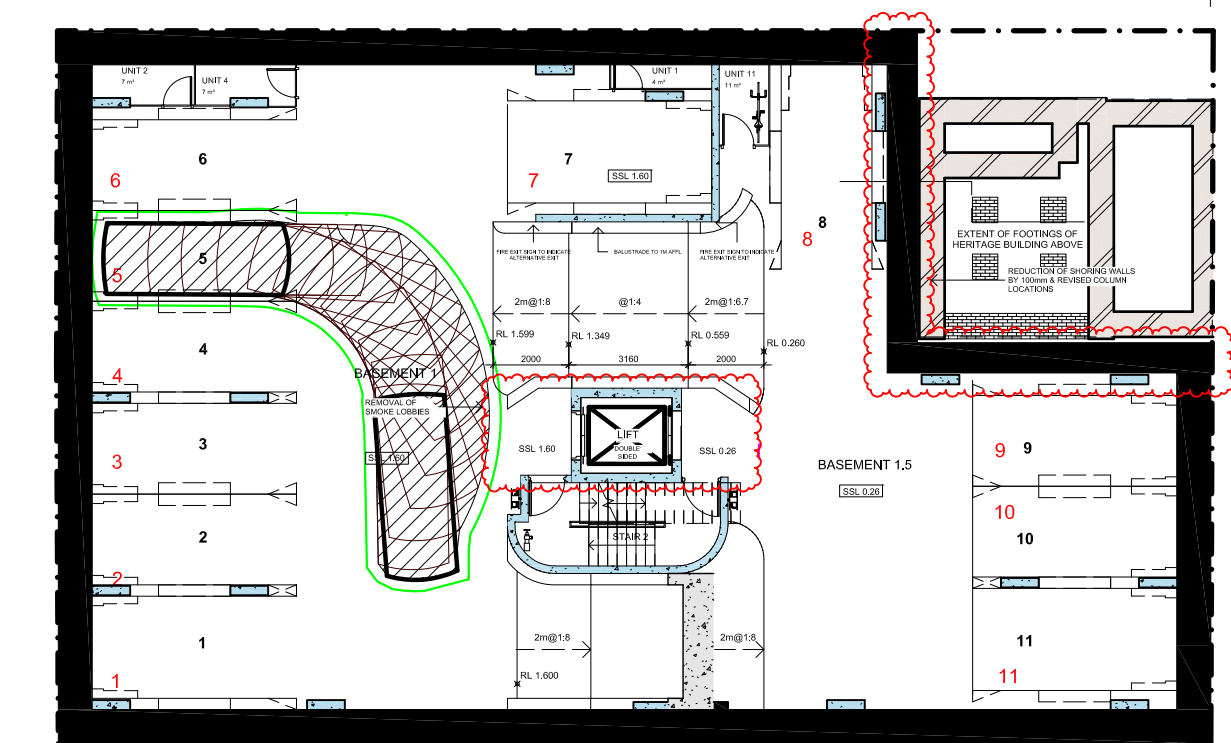 UNIT 2
7 m²
UNIT 4
7 m²
UNIT 1
4 m²
UNIT 11
11 m²
6
6
7
7
SSL 1.60
8
8
FIRE EXIT SIGN TO INDICATE
ALTERNATIVE EXIT
BALUSTRADE TO 1M AFFL
FIRE EXIT SIGN TO INDICATE
ALTERNATIVE EXIT
EXTENT OF FOOTINGS OF
HERITAGE BUILDING ABOVE
REDUCTION OF SHORING WALLS
BY 100mm & REVISED COLUMN
LOCATIONS
5
5
2m@1:8
@1:4
2m@1:6.7
RL 1.599
RL 1.349
RL 0.559
RL 0.260
2000
3160
2000
4
4
BASEMENT 1
REMOVAL OF
SMOKE LOBBIES
SSL 1.60
3
3
SSL 1.60
LIFT
DOUBLE-
SIDED
SSL 0.26
BASEMENT 1.5
SSL 0.26
9
9
10
10
2
2
STAIR 2
1
1
2m@1:8
2m@1:8
RL 1.600
11
11